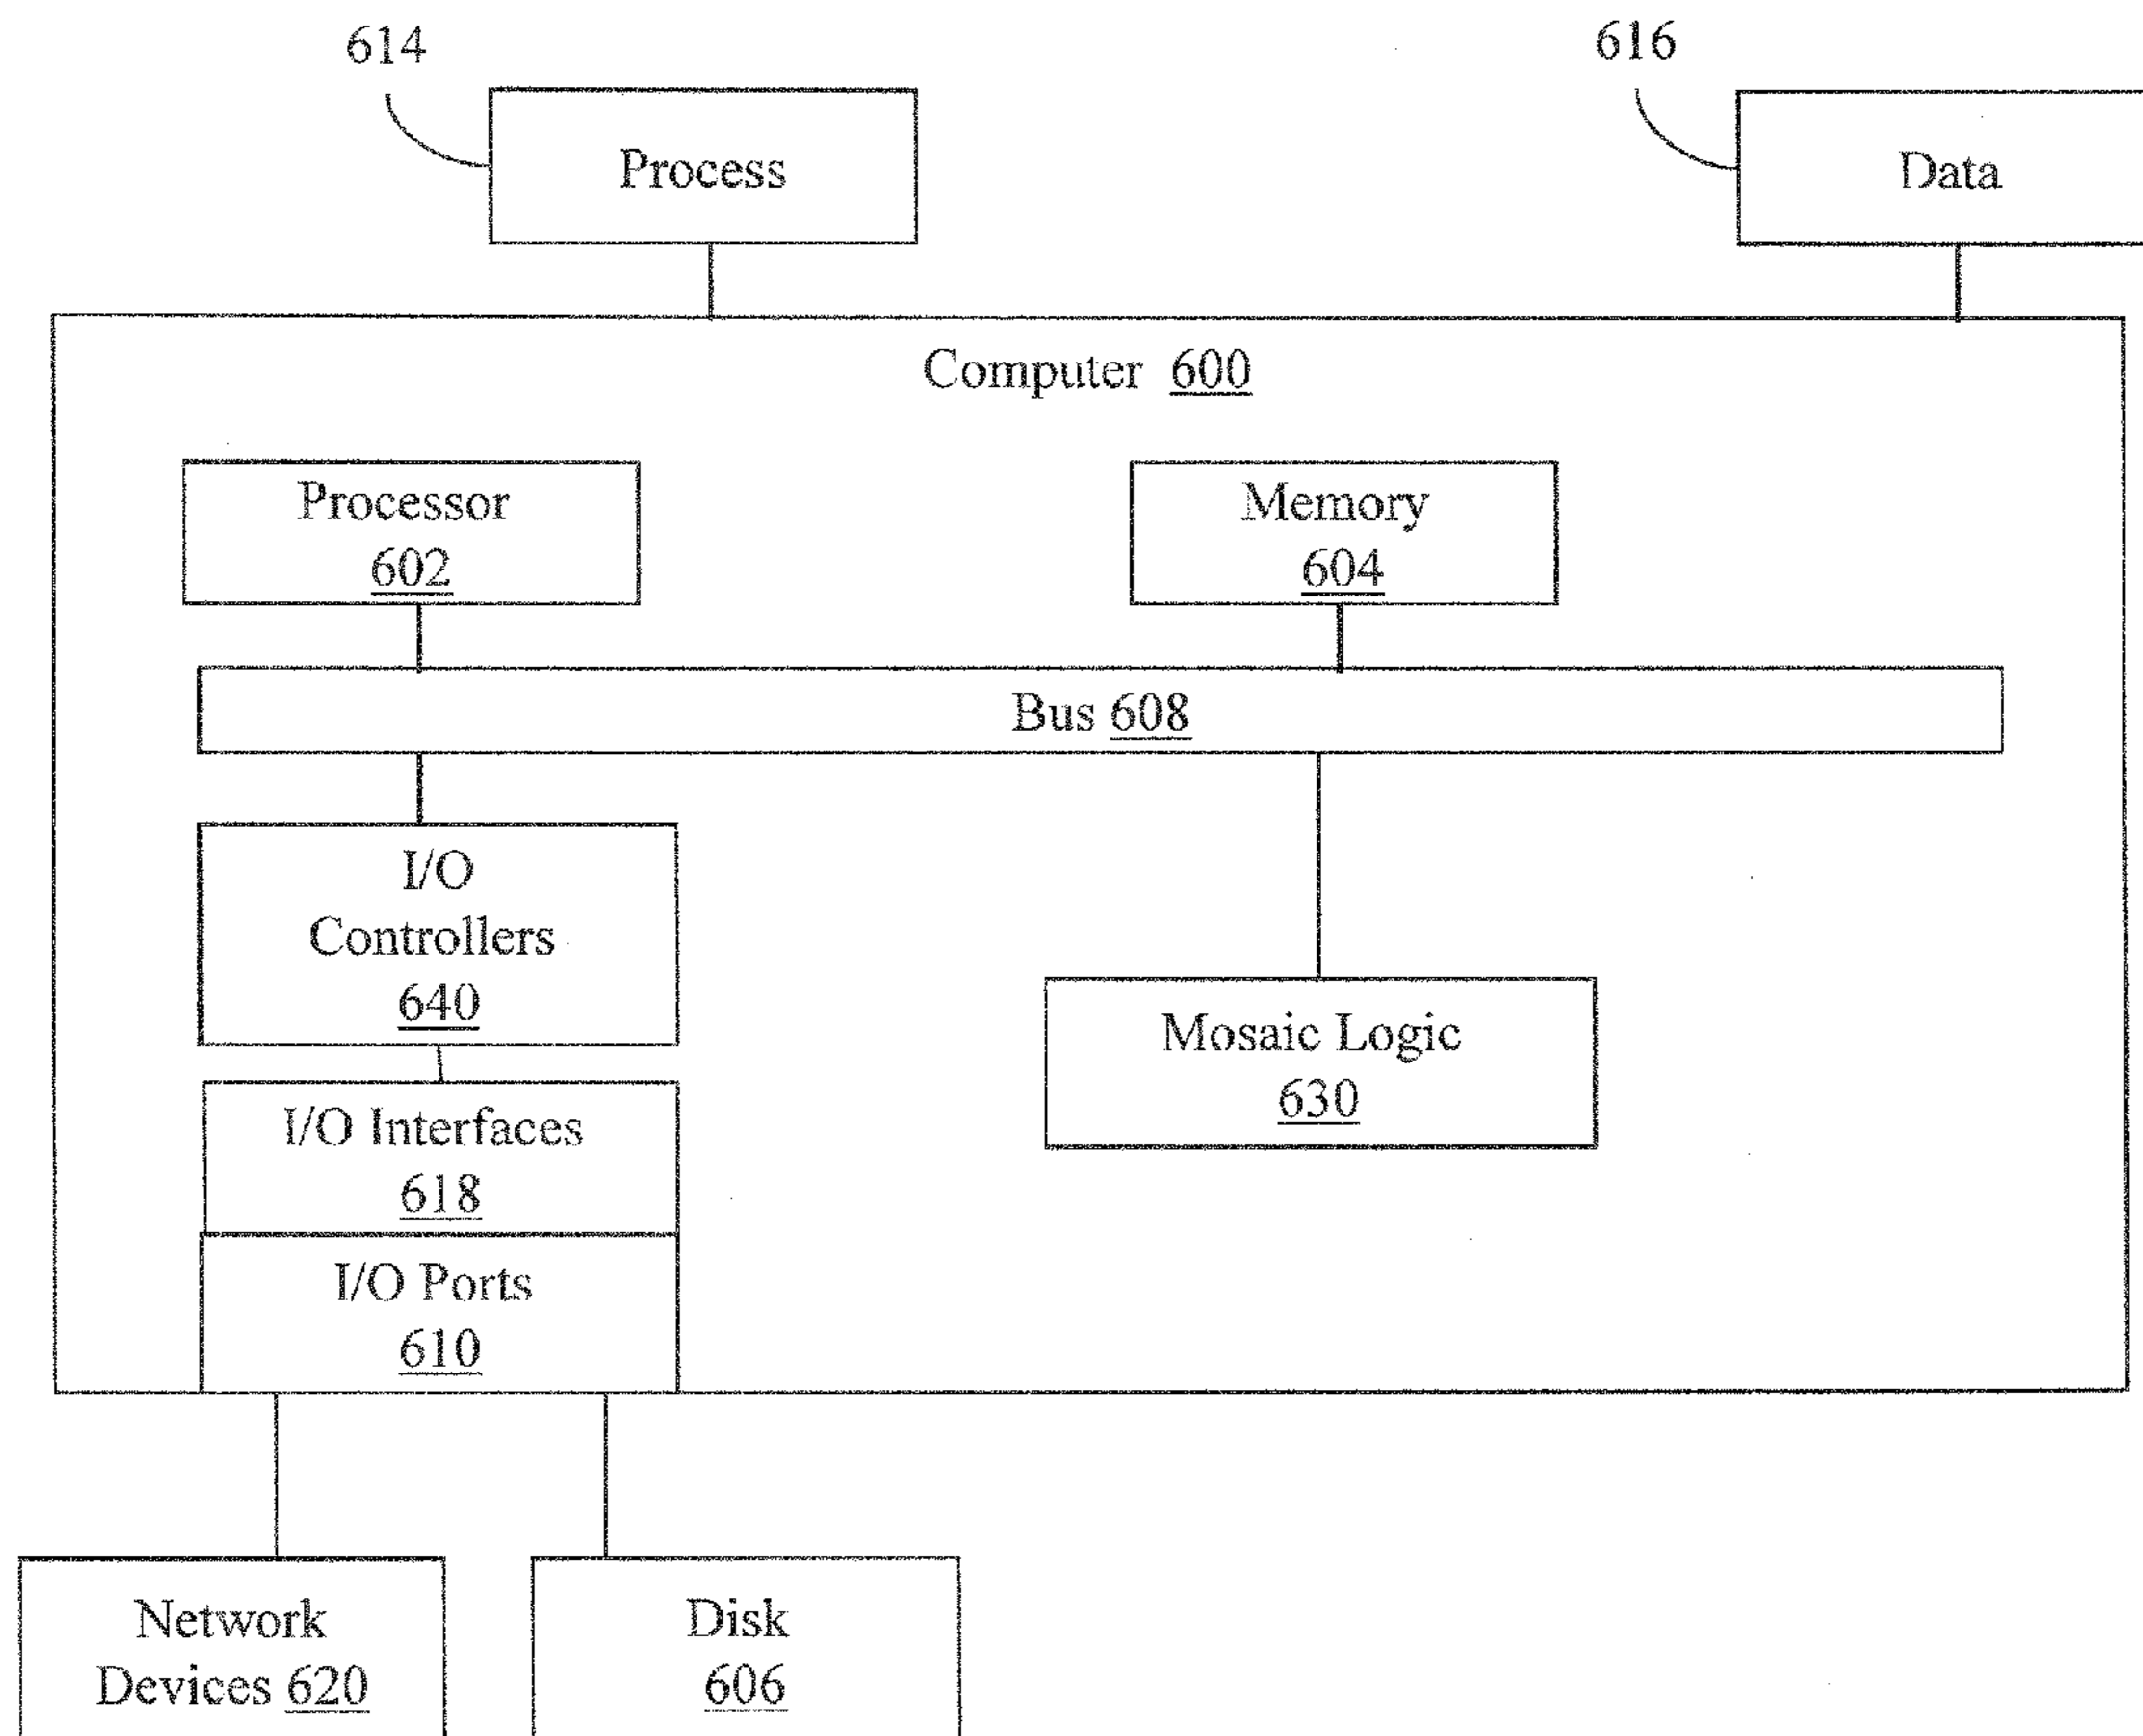 614
616
Process
Data
Computer 600
Processor
602
Memory
604
Bus 608
I/O
Controllers
640
Mosaic Logic
630
I/O Interfaces
618
I/O Ports
610
Network
Devices 620
Disk
606